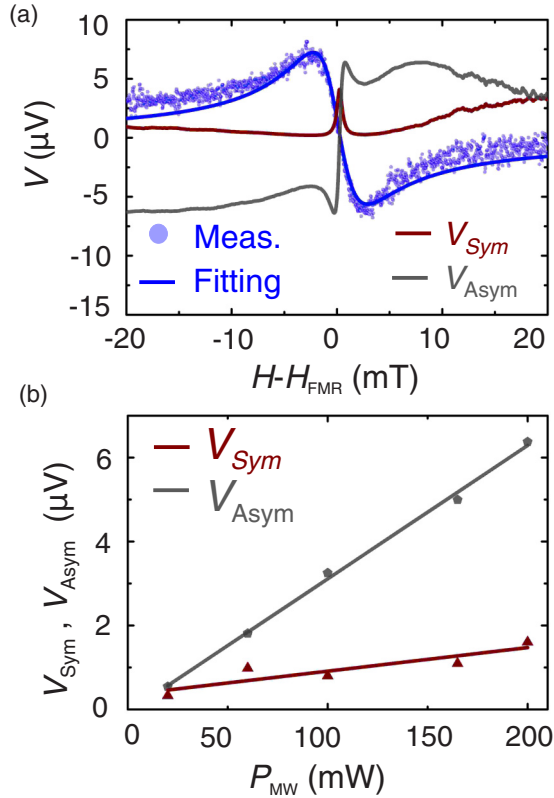 (a)
10
5
0
-5
-10
-15
V (μV)
Meas.
Fitting
V_Sym
V_Asym
-20 -10 0 10 20
H-H_FMR (mT)
(b)
V_Sym
V_Asym
6
4
2
0
V_Sym , V_Asym (μV)
0 50 100 150 200
P_MW (mW)